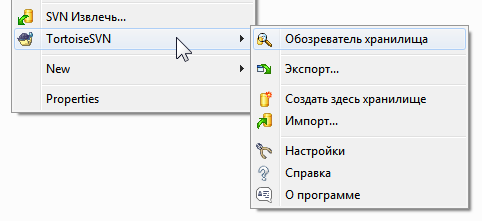 SVN Извлечь...
TortoiseSVN
New
Properties
Обозреватель хранилища
Экспорт...
Создать здесь хранилище
Импорт...
Настройки
Справка
О программе